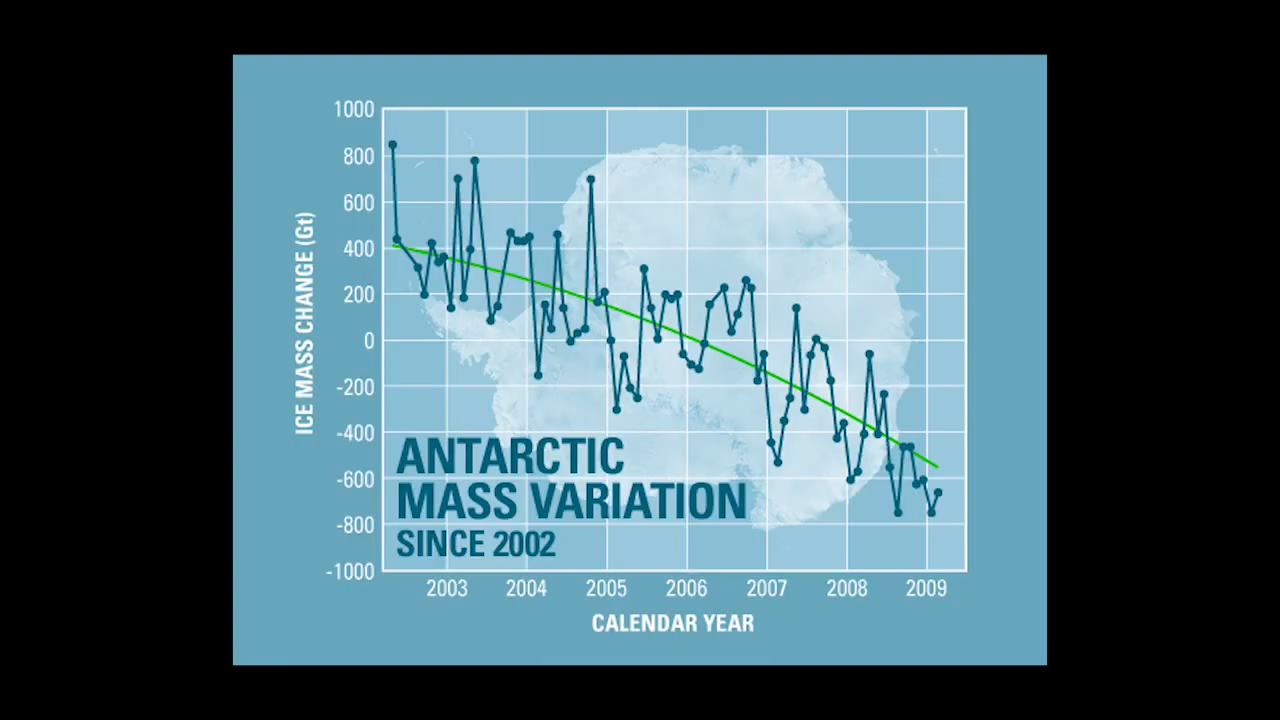 1000
800
600
400
200
0
-200
-400
-600
-800
-1000
ICE MASS CHANGE (Gt)
ANTARCTIC
MASS VARIATION
SINCE 2002
2003 2004 2005 2006 2007 2008 2009
CALENDAR YEAR